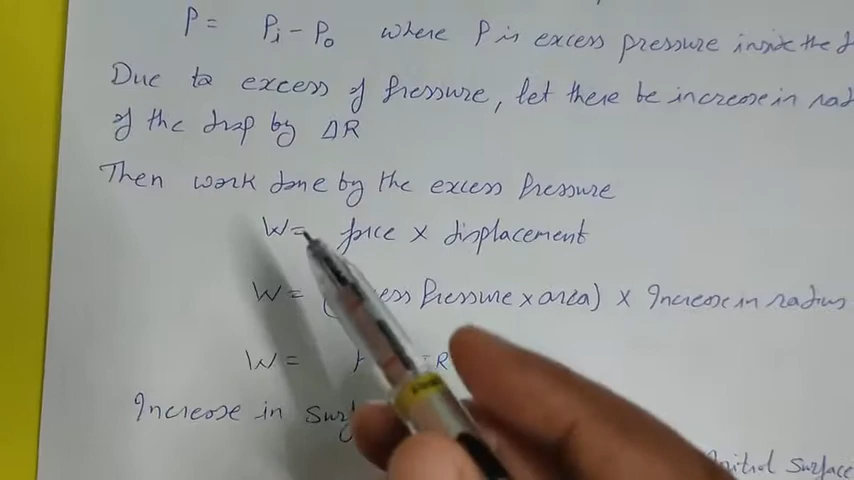 P = Pi - Po where P is excess pressure inside the
Due to excess of pressure, let there be increase in
of the drop by ΔR
Then work done by the excess pressure
W = force × displacement
W = Pressure × area) × Increase in radius
W = R
Increase in
Initial surface